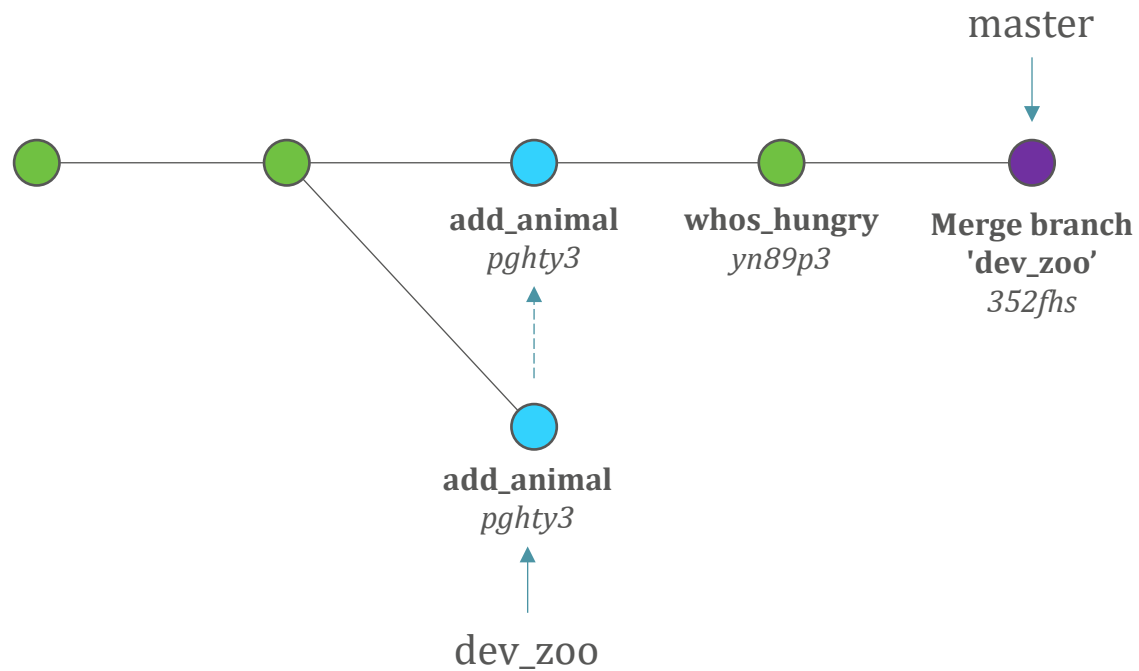 master
add_animal
pghty3
whos_hungry
yn89p3
Merge branch
'dev_zoo’
352fhs
add_animal
pghty3
dev_zoo